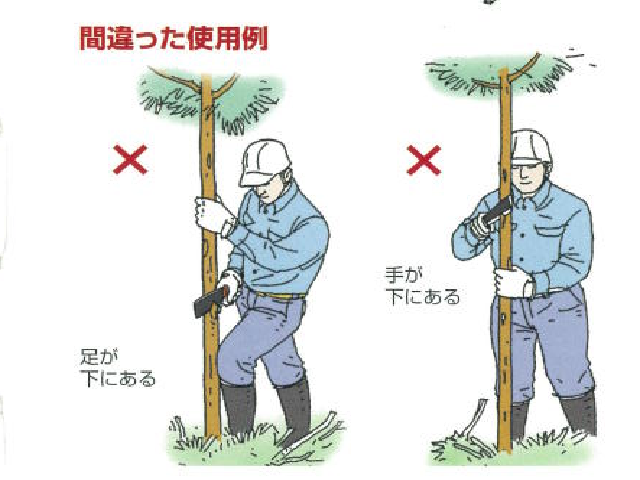 間違った使用例
手が
下にある
足が
下にある